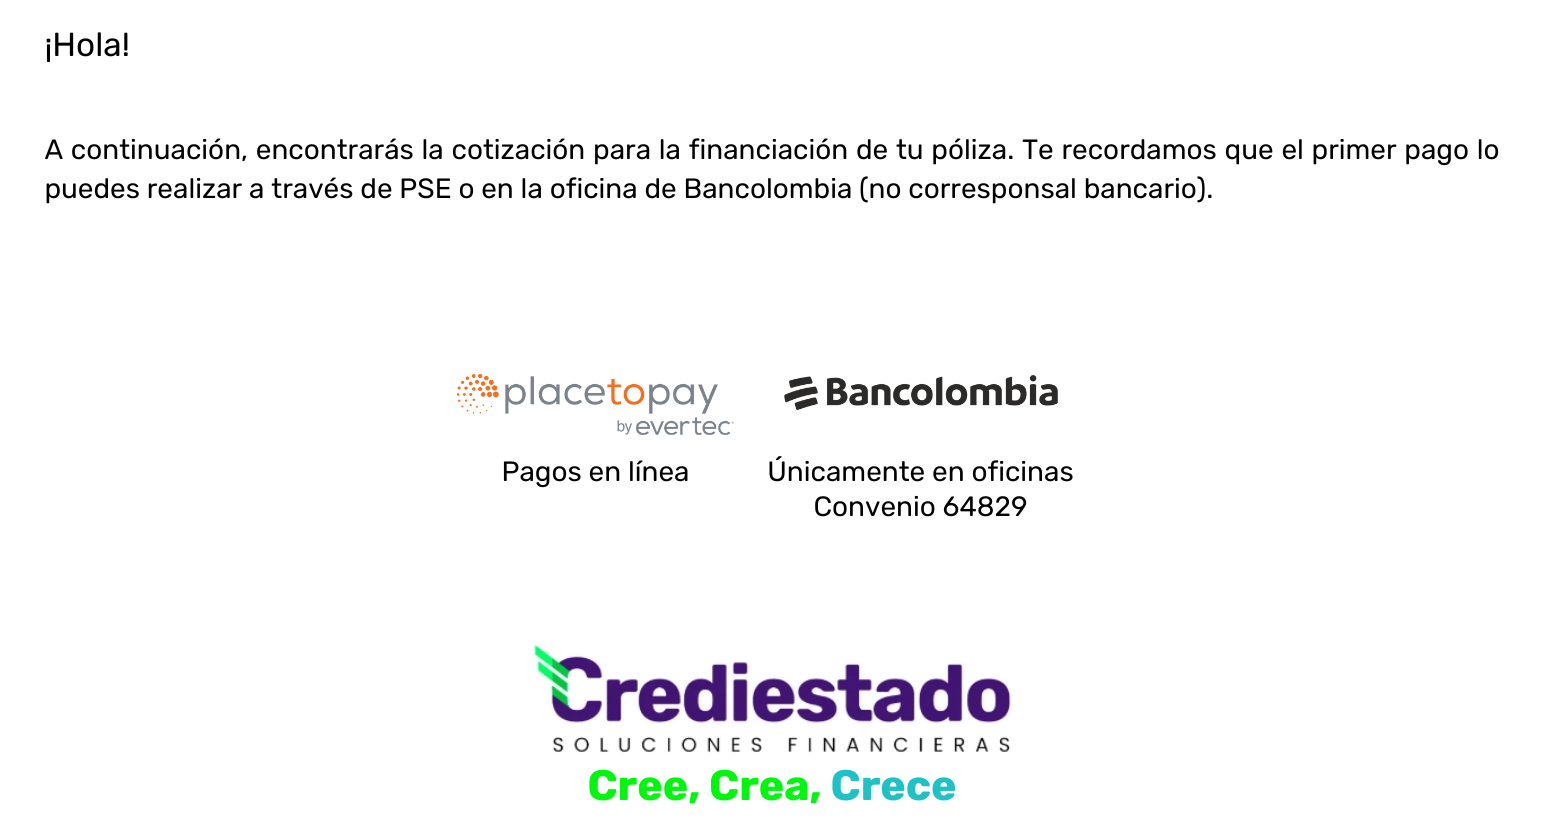 ¡Hola!
A continuación, encontrarás la cotización para la financiación de tu póliza. Te recordamos que el primer pago lo
puedes realizar a través de PSE o en la oficina de Bancolombia (no corresponsal bancario).
placetopay
by evertec
Pagos en línea
Bancolombia
Únicamente en oficinas
Convenio 64829
Crediestado
SOLUCIONES FINANCIERAS
Cree, Crea, Crece